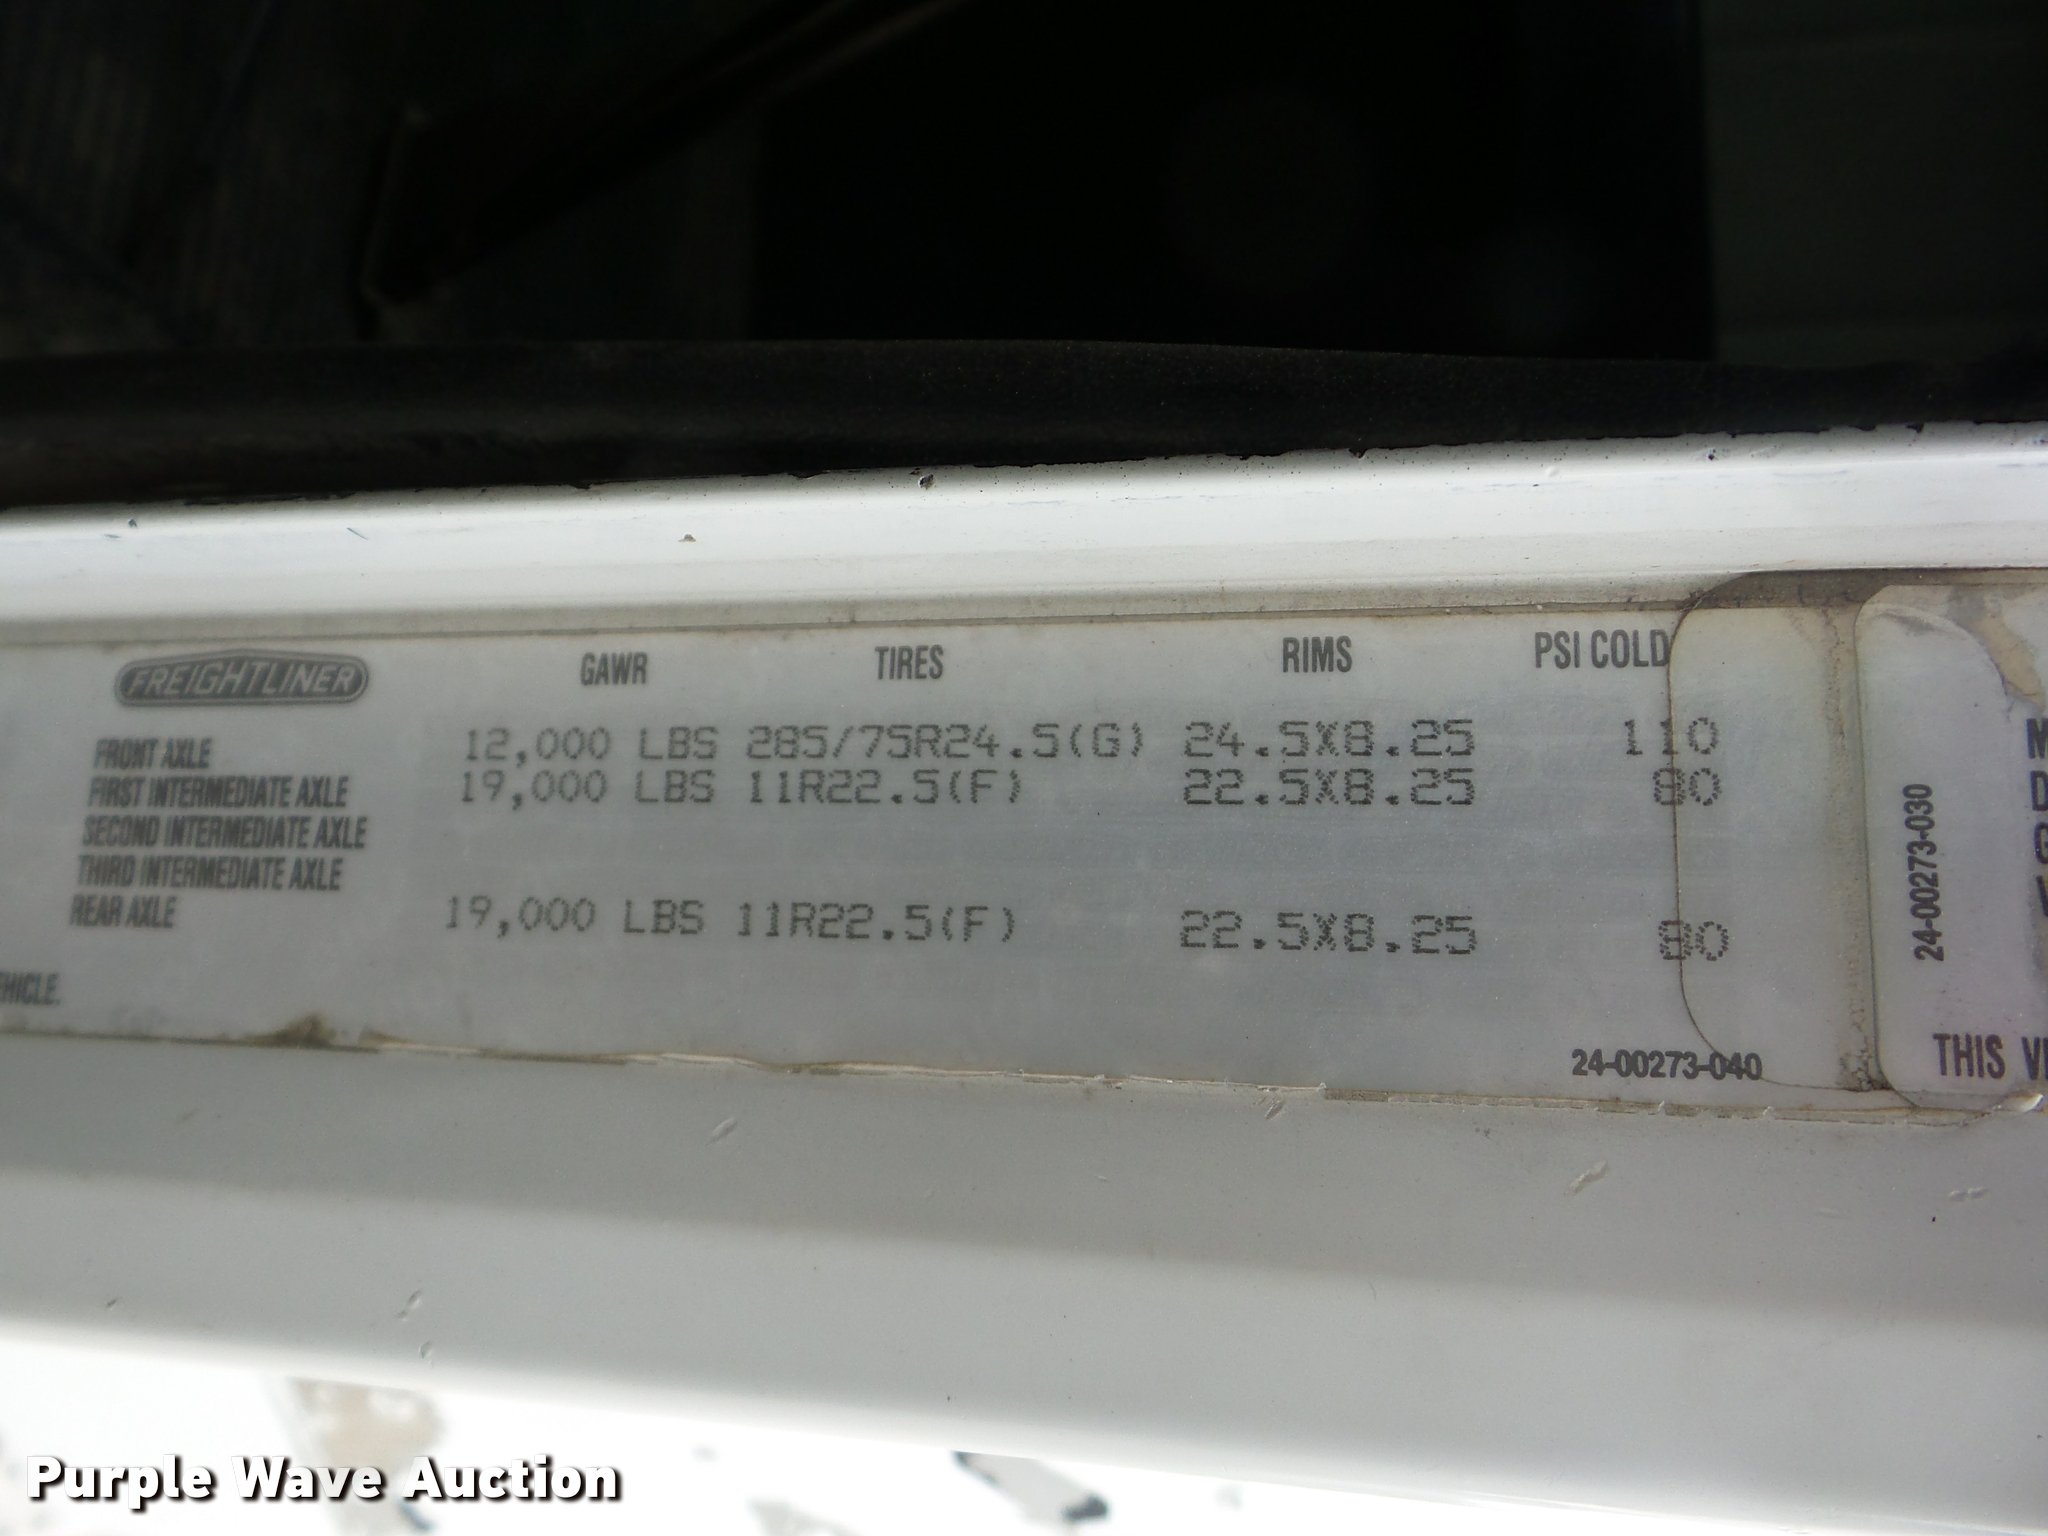 FREIGHTLINER GAWR TIRES RIMS PSI COLD
FRONT AXLE 12,000 LBS 285/75R24.5(G) 24.5X8.25 110
FIRST INTERMEDIATE AXLE 19,000 LBS 11R22.5(F) 22.5X8.25 80
SECOND INTERMEDIATE AXLE
THIRD INTERMEDIATE AXLE
REAR AXLE 19,000 LBS 11R22.5(F) 22.5X8.25 80
24-00273-040
24-00273-030
THIS
Purple Wave Auction